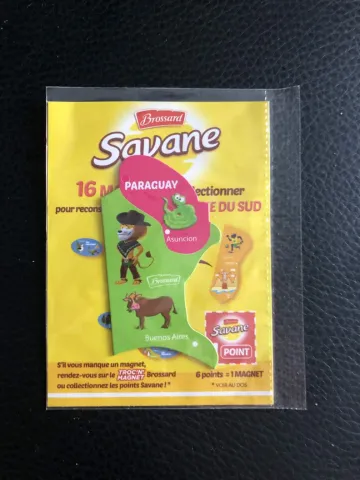 Brossard
Savane
16 M ectionner
pour recons E DU SUD
PARAGUAY
Asuncion
Brossard
Buenos Aires
Brossard
Savane
POINT
S'il vous manque un magnet,
rendez-vous sur le TROC'N' MAGNET Brossard
ou collectionnez les points Savane !*
6 points = 1 MAGNET
* VOIR AU DOS